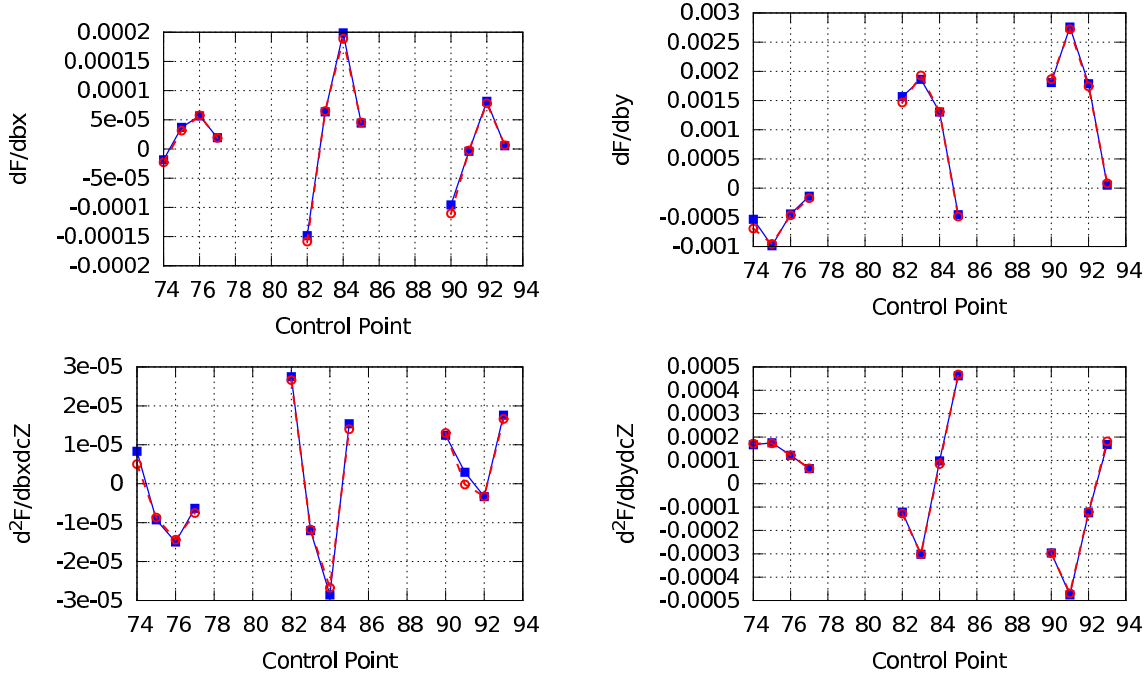 dF/dbx
0.0002
0.00015
0.0001
5e-05
0
-5e-05
-0.0001
-0.00015
-0.0002
74 76 78 80 82 84 86 88 90 92 94
Control Point
dF/dby
0.003
0.0025
0.002
0.0015
0.001
0.0005
0
-0.0005
-0.001
74 76 78 80 82 84 86 88 90 92 94
Control Point
d²F/dbxdcZ
3e-05
2e-05
1e-05
0
-1e-05
-2e-05
-3e-05
74 76 78 80 82 84 86 88 90 92 94
Control Point
d²F/dbydcZ
0.0005
0.0004
0.0003
0.0002
0.0001
0
-0.0001
-0.0002
-0.0003
-0.0004
-0.0005
74 76 78 80 82 84 86 88 90 92 94
Control Point